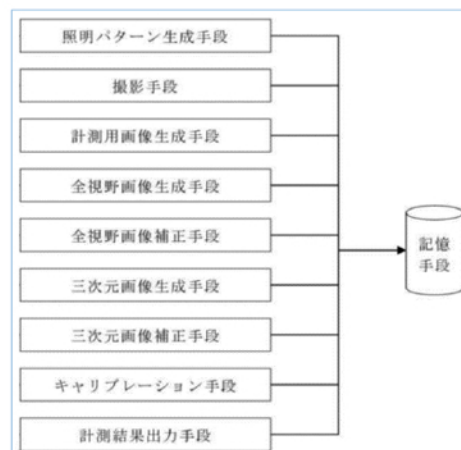 照明パターン生成手段
撮影手段
計測用画像生成手段
全視野画像生成手段
全視野画像補正手段
三次元画像生成手段
三次元画像補正手段
キャリブレーション手段
計測結果出力手段
記憶
手段